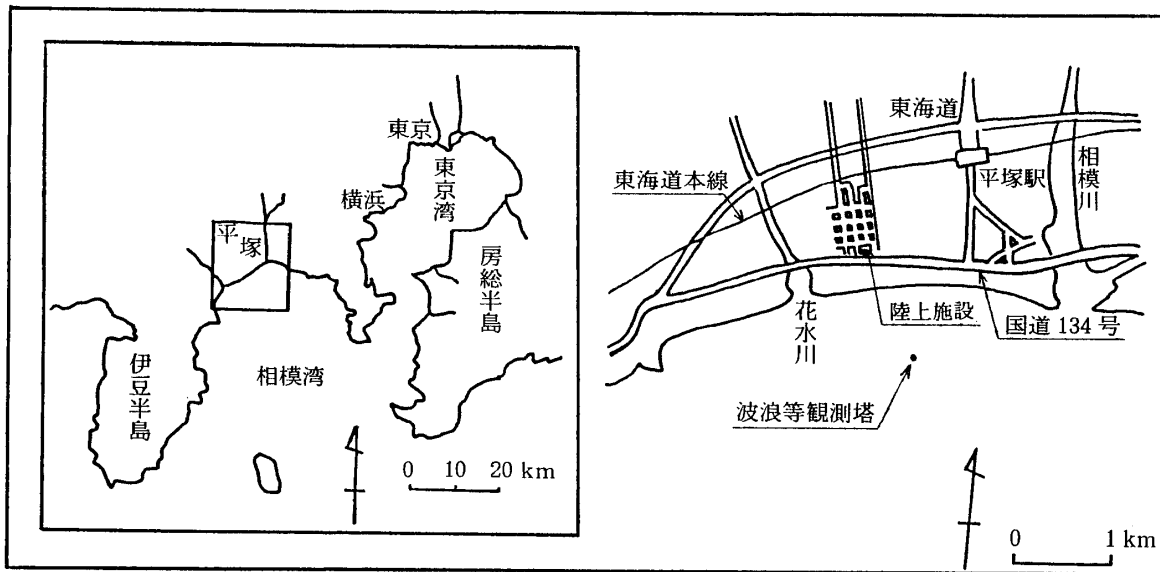 東京
東京湾
横浜
平塚
房総半島
伊豆半島
相模湾
0 10 20 km
東海道
相模川
東海道本線
平塚駅
花水川
陸上施設
国道 134 号
波浪等観測塔
0 1 km